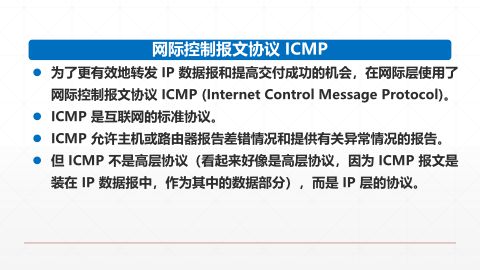 网际控制报文协议 ICMP
为了更有效地转发 IP 数据报和提高交付成功的机会，在网际层使用了
网际控制报文协议 ICMP (Internet Control Message Protocol)。
ICMP 是互联网的标准协议。
ICMP 允许主机或路由器报告差错情况和提供有关异常情况的报告。
但 ICMP 不是高层协议（看起来好像是高层协议，因为 ICMP 报文是
装在 IP 数据报中，作为其中的数据部分），而是 IP 层的协议。